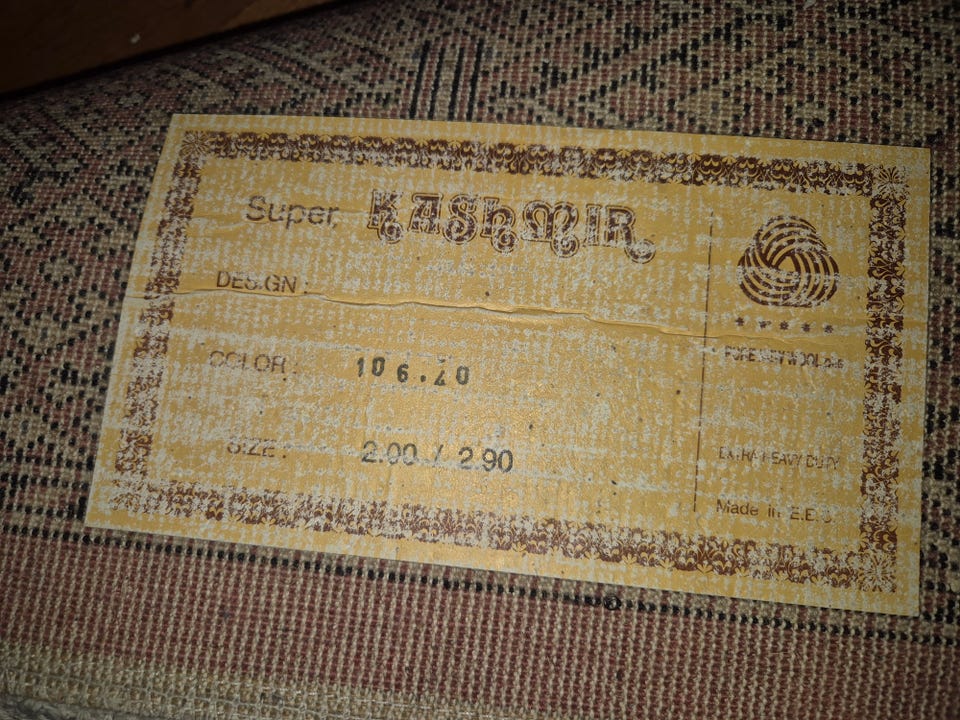 Super, KASHMIR
DESIGN :
COLOR : 106.20
SIZE : 2.00 / 2.90
PURE NEW WOOL
EXTRA HEAVY DUTY
Made in E.E.C.